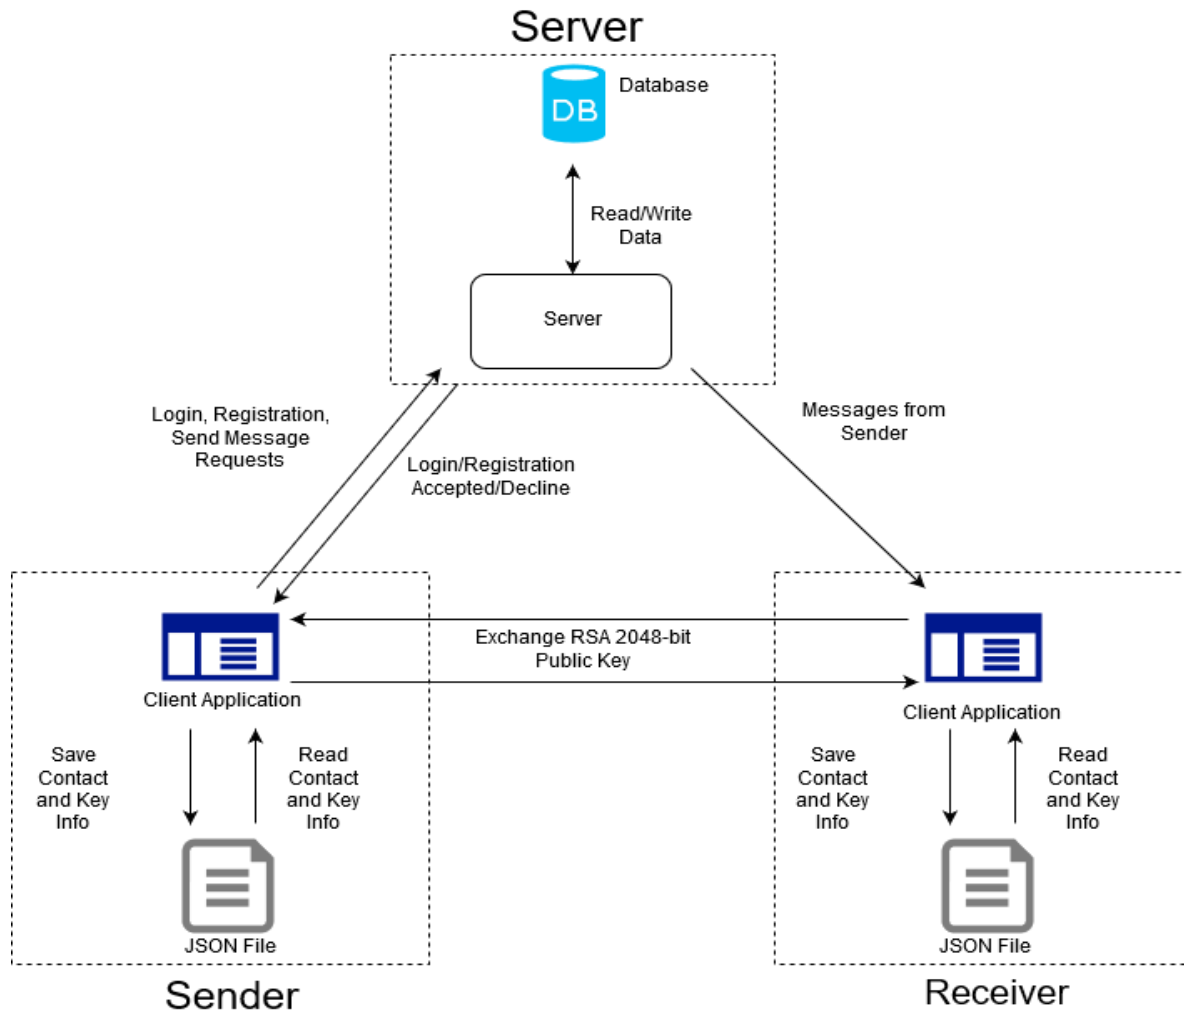 Server
DB
Database
Read/Write
Data
Server
Login, Registration,
Send Message
Requests
Login/Registration
Accepted/Decline
Messages from
Sender
Exchange RSA 2048-bit
Public Key
Client Application
Client Application
Save
Contact
and Key
Info
Read
Contact
and Key
Info
Save
Contact
and Key
Info
Read
Contact
and Key
Info
JSON File
JSON File
Sender
Receiver